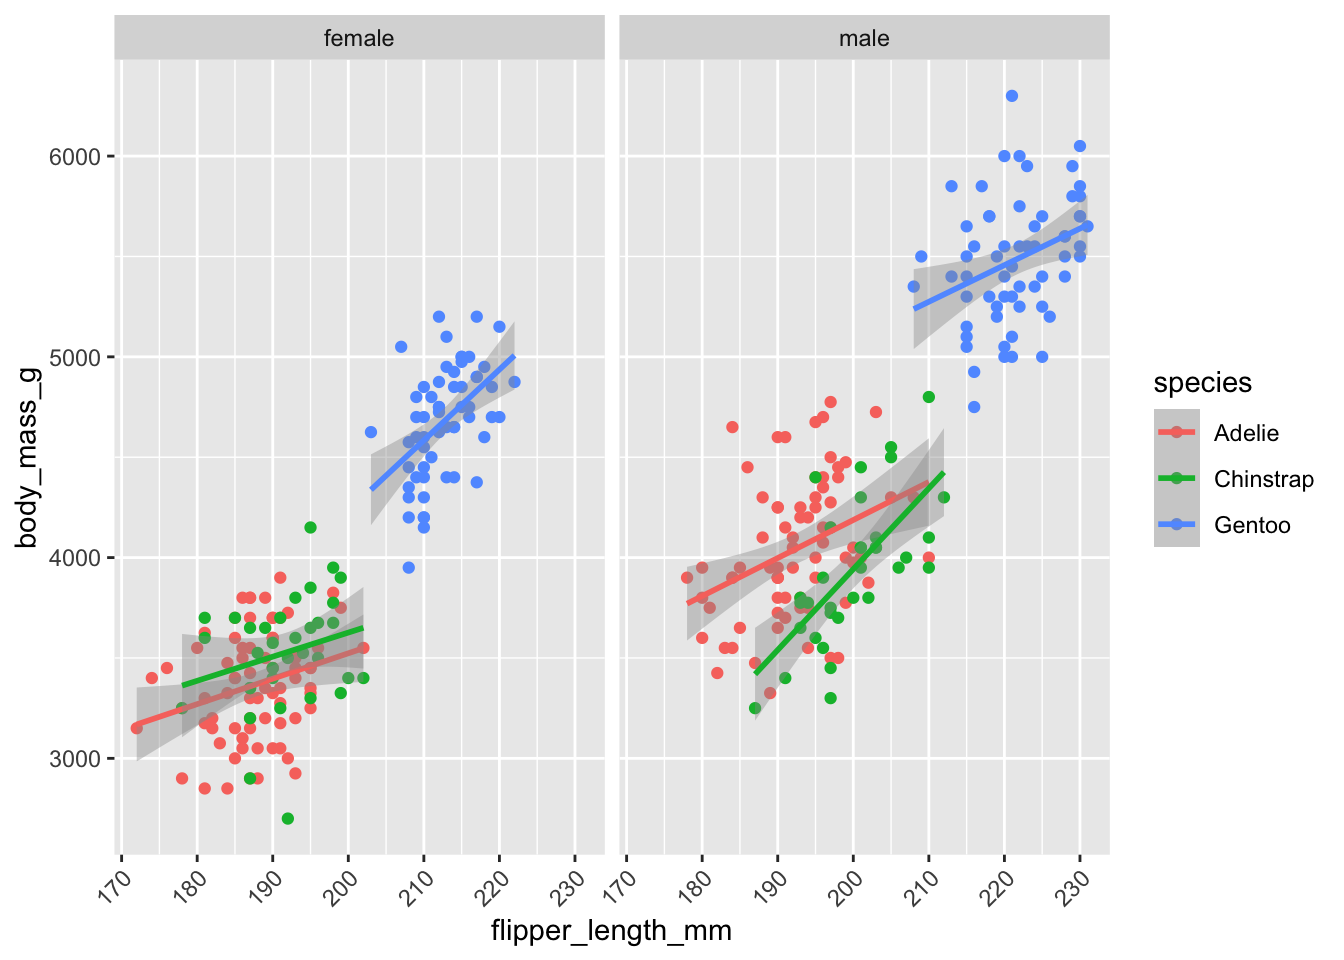 female male
6000
5000
4000
3000
170 180 190 200 210 220 230 170 180 190 200 210 220 230
flipper_length_mm
body_mass_g
species
Adelie
Chinstrap
Gentoo